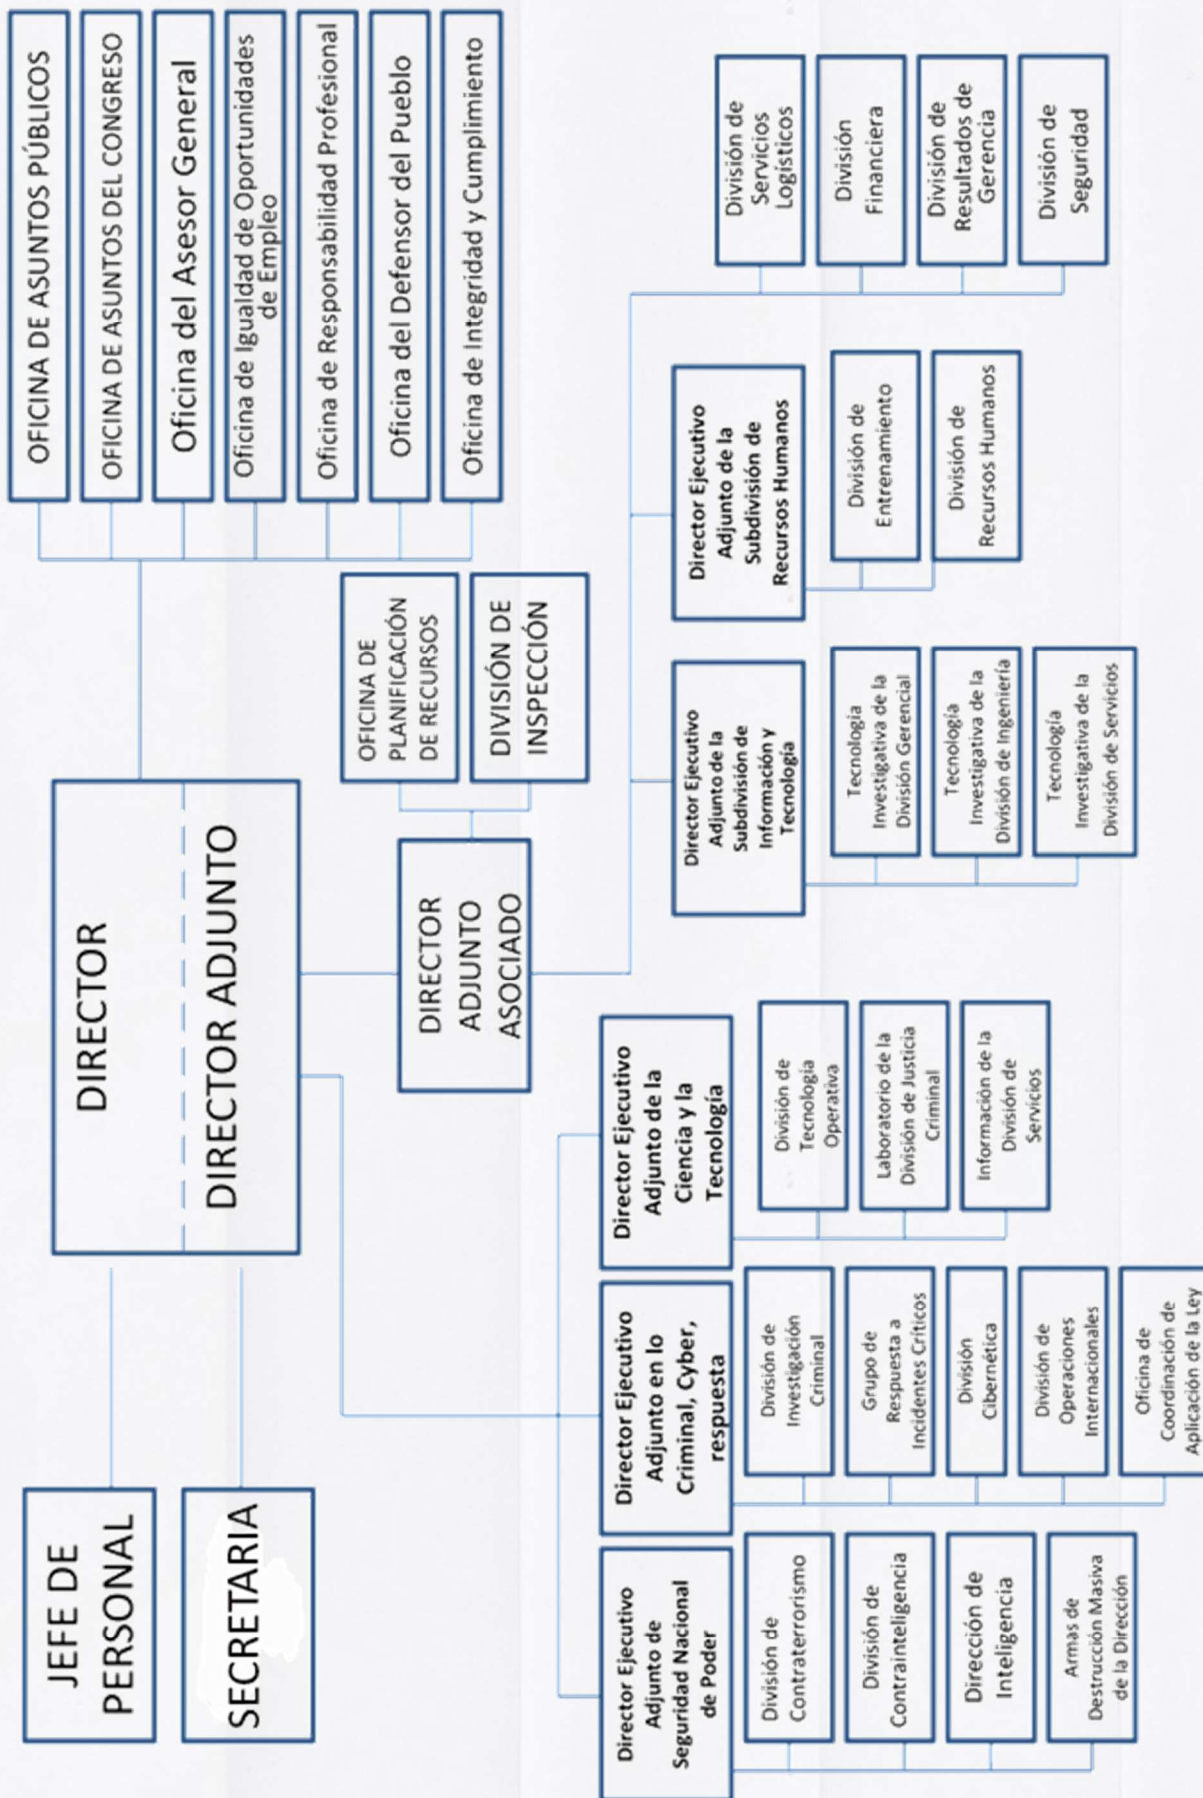 JEFE DE
PERSONAL
SECRETARIA
DIRECTOR
DIRECTOR ADJUNTO
OFICINA DE ASUNTOS PÚBLICOS
OFICINA DE ASUNTOS DEL CONGRESO
Oficina del Asesor General
Oficina de Igualdad de Oportunidades
de Empleo
Oficina de Responsabilidad Profesional
Oficina del Defensor del Pueblo
Oficina de Integridad y Cumplimiento
DIRECTOR
ADJUNTO
ASOCIADO
OFICINA DE
PLANIFICACIÓN
DE RECURSOS
DIVISIÓN DE
INSPECCIÓN
Director Ejecutivo
Adjunto de
Seguridad Nacional
de Poder
División de
Contraterrorismo
División de
Contrainteligencia
Dirección de
Inteligencia
Armas de
Destrucción Masiva
de la Dirección
Director Ejecutivo
Adjunto en lo
Criminal, Cyber,
respuesta
División de
Investigación
Criminal
Grupo de
Respuesta a
Incidentes Críticos
División
Cibernética
División de
Operaciones
Internacionales
Oficina de
Coordinación de
Aplicación de la Ley
Director Ejecutivo
Adjunto de la
Ciencia y la
Tecnología
División de
Tecnología
Operativa
Laboratorio de la
División de Justicia
Criminal
Información de la
División de
Servicios
Director Ejecutivo
Adjunto de la
Subdivisión de
Información y
Tecnología
Tecnología
Investigativa de la
División Gerencial
Tecnología
Investigativa de la
División de Ingeniería
Tecnología
Investigativa de la
División de Servicios
Director Ejecutivo
Adjunto de la
Subdivisión de
Recursos Humanos
División de
Entrenamiento
División de
Recursos Humanos
División de
Servicios
Logísticos
División
Financiera
División de
Resultados de
Gerencia
División de
Seguridad